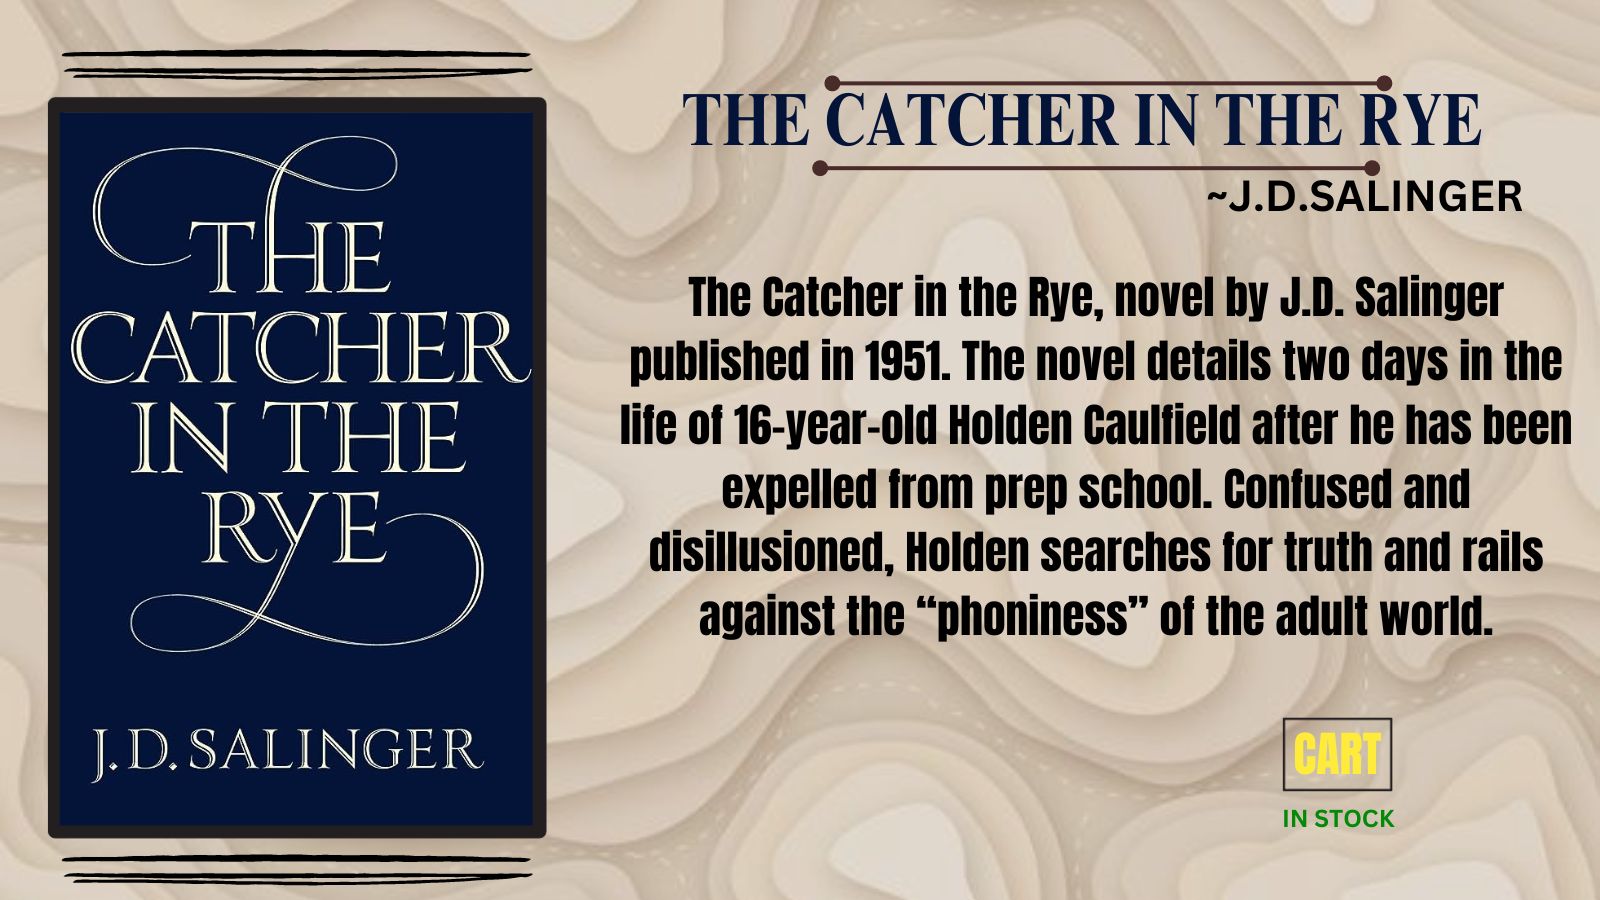 THE
CATCHER
IN THE
RYE
J.D. SALINGER
THE CATCHER IN THE RYE
~J.D.SALINGER
The Catcher in the Rye, novel by J.D. Salinger
published in 1951. The novel details two days in the
life of 16-year-old Holden Caulfield after he has been
expelled from prep school. Confused and
disillusioned, Holden searches for truth and rails
against the “phoniness” of the adult world.
CART
IN STOCK